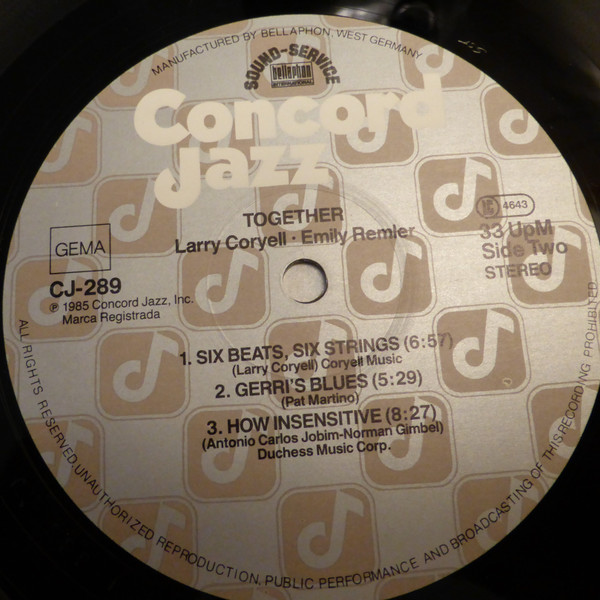 MANUFACTURED BY BELLAPHON, WEST GERMANY
SOUND-SERVICE
bellaphon
INTERNATIONAL
Concord
Jazz
TOGETHER
Larry Coryell · Emily Remler
GEMA
CJ-289
℗ 1985 Concord Jazz, Inc.
Marca Registrada
LC
4643
33 UpM
Side Two
STEREO
1. SIX BEATS, SIX STRINGS (6:57)
(Larry Coryell) Coryell Music
2. GERRI'S BLUES (5:29)
(Pat Martino)
3. HOW INSENSITIVE (8:27)
(Antonio Carlos Jobim-Norman Gimbel)
Duchess Music Corp.
ALL RIGHTS RESERVED. UNAUTHORIZED REPRODUCTION, PUBLIC PERFORMANCE AND BROADCASTING OF THIS RECORDING PROHIBITED